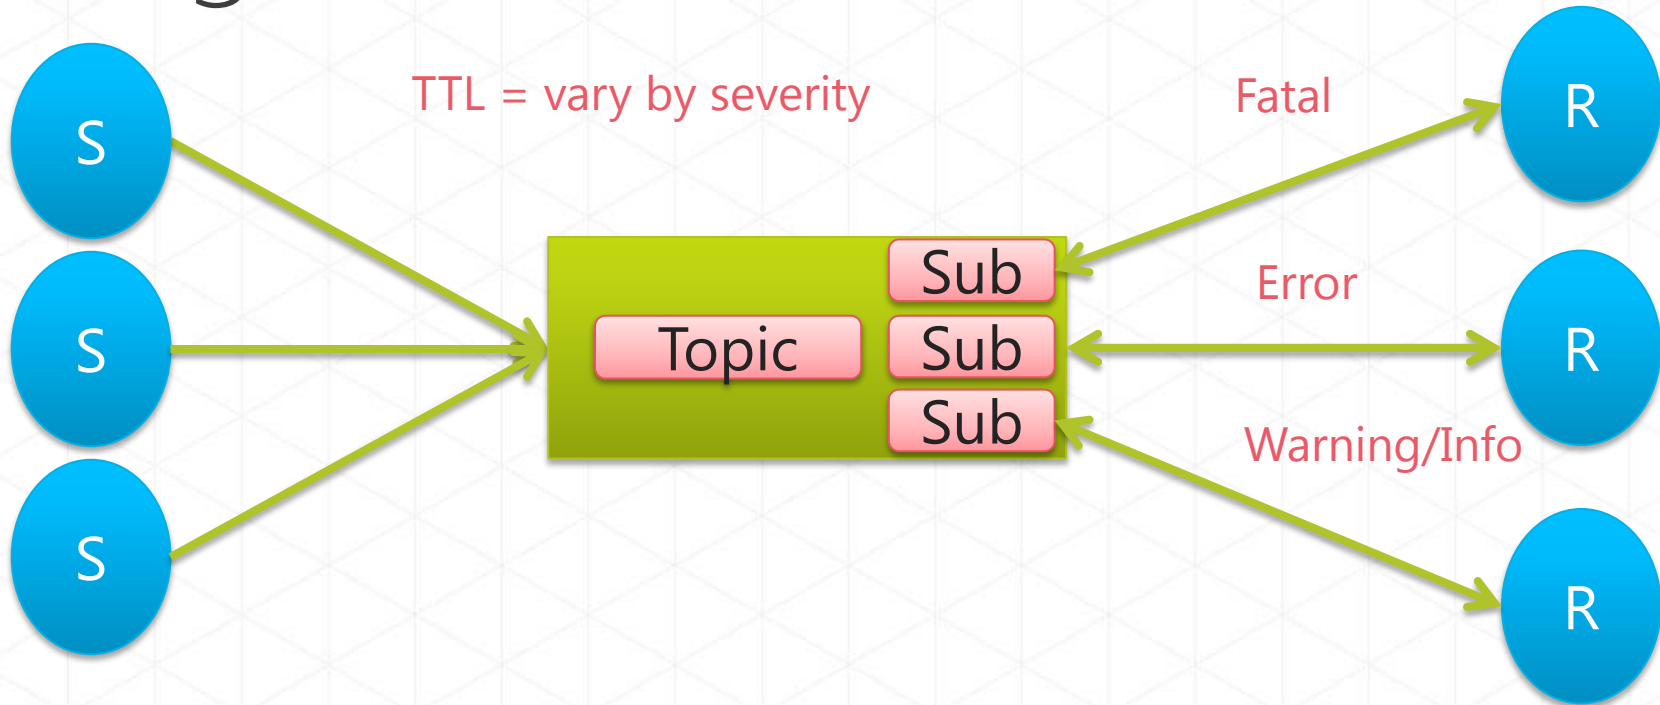 TTL = vary by severity
Fatal
S
R
Sub
Error
S
Topic
Sub
R
Sub
Warning/Info
S
R